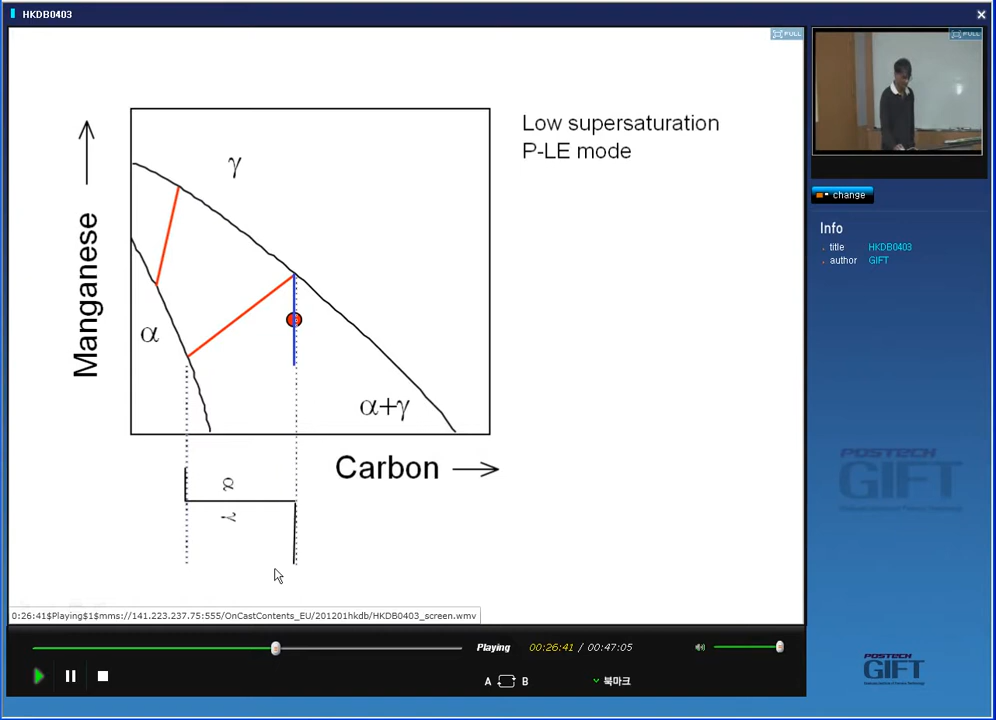 HKDB0403
FULL
FULL
Low supersaturation
P-LE mode
γ
Manganese
α
α+γ
Carbon
α
γ
change
Info
title HKDB0403
author GIFT
POSTECH
GIFT
0:26:41$Playing$1$mms://141.223.237.75:555/OnCastContents_EU/201201hkdb/HKDB0403_screen.wmv
Playing 00:26:41 / 00:47:05
A B 북마크
POSTECH
GIFT